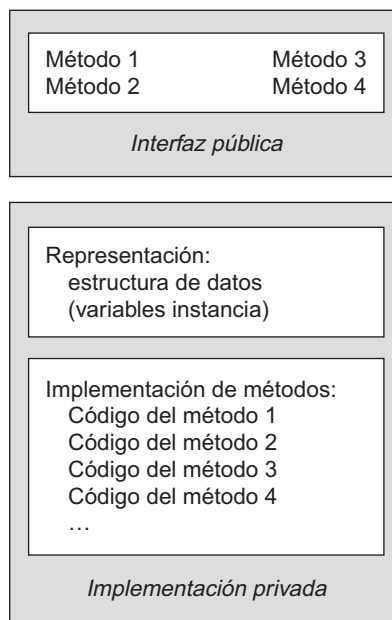 Método 1 Método 3
Método 2 Método 4
Interfaz pública
Representación:
estructura de datos
(variables instancia)
Implementación de métodos:
Código del método 1
Código del método 2
Código del método 3
Código del método 4
…
Implementación privada